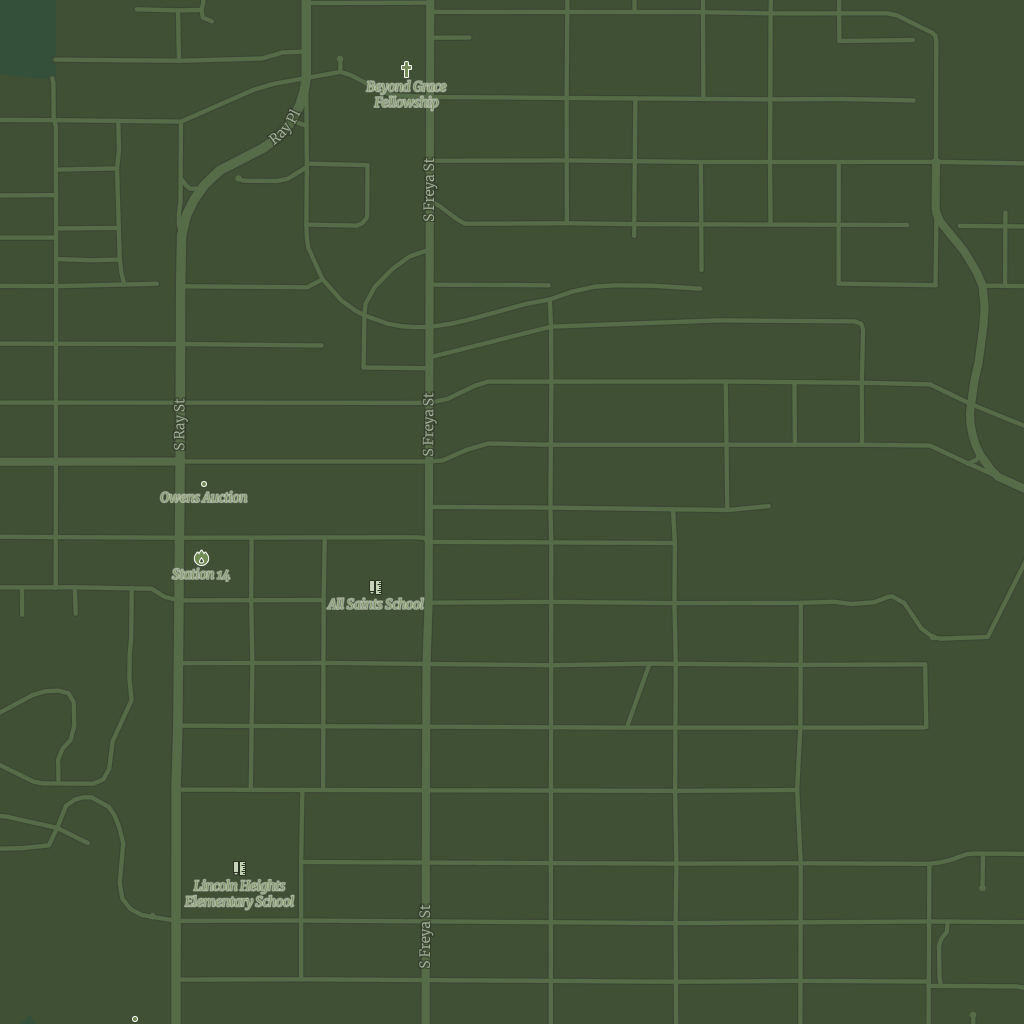 Beyond Grace
Fellowship
Ray Pl
S Freya St
S Ray St
S Freya St
Owens Auction
Station 14
All Saints School
Lincoln Heights
Elementary School
S Freya St